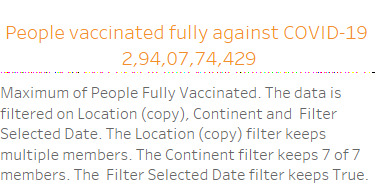 People vaccinated fully against COVID-19
2,94,07,74,429
Maximum of People Fully Vaccinated. The data is
filtered on Location (copy), Continent and  Filter
Selected Date. The Location (copy) filter keeps
multiple members. The Continent filter keeps 7 of 7
members. The  Filter Selected Date filter keeps True.